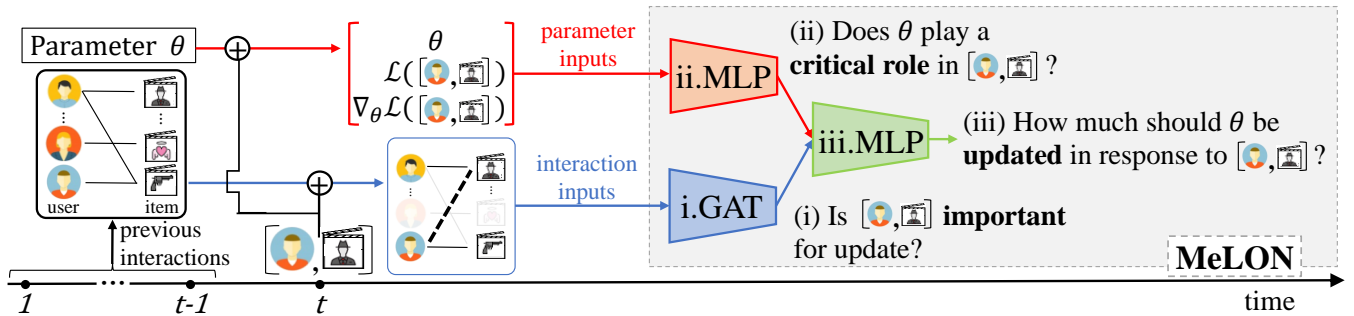 Parameter θ
user
item
previous
interactions
1
...
t-1
t
time
θ
ℒ([ , ])
∇θℒ([ , ])
[ , ]
parameter
inputs
interaction
inputs
ii.MLP
i.GAT
iii.MLP
(ii) Does θ play a
critical role in [ , ] ?
(iii) How much should θ be
updated in response to [ , ] ?
(i) Is [ , ] important
for update?
MeLON